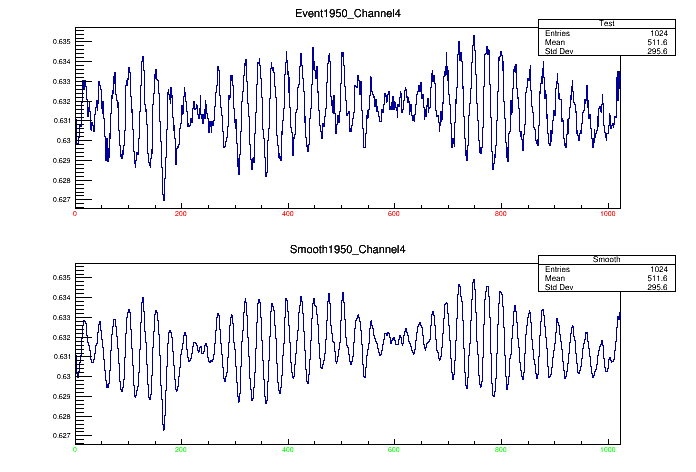 Event1950_Channel4
Test
Entries 1024
Mean 511.6
Std Dev 295.6
0.635
0.634
0.633
0.632
0.631
0.63
0.629
0.628
0.627
0 200 400 600 800 1000
Smooth1950_Channel4
Smooth
Entries 1024
Mean 511.6
Std Dev 295.6
0.635
0.634
0.633
0.632
0.631
0.63
0.629
0.628
0.627
0 200 400 600 800 1000